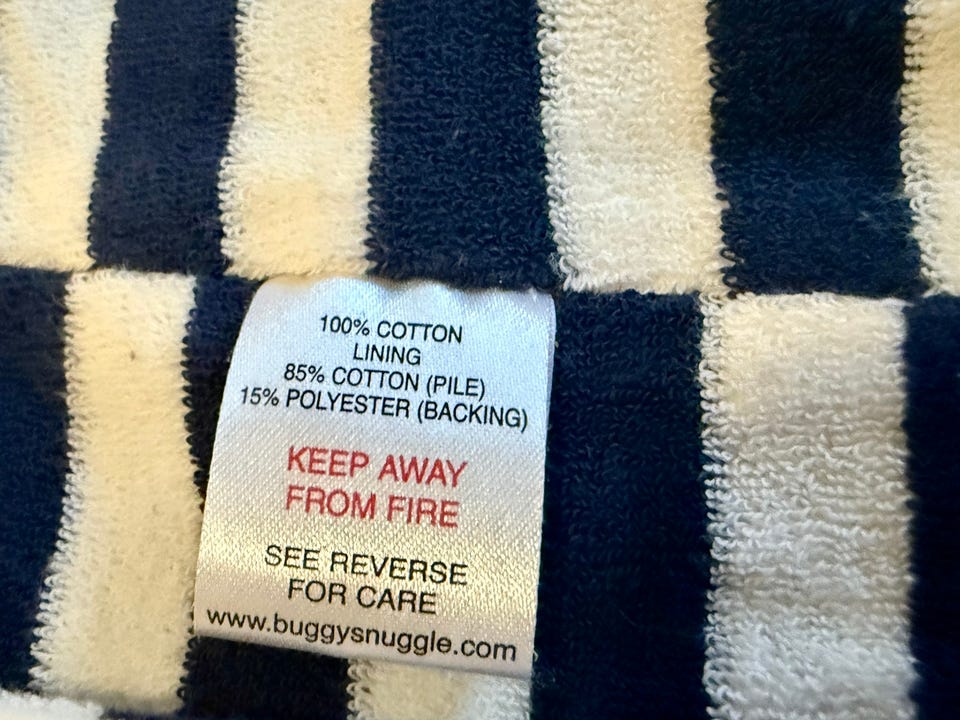 100% COTTON
LINING
85% COTTON (PILE)
15% POLYESTER (BACKING)
KEEP AWAY
FROM FIRE
SEE REVERSE
FOR CARE
www.buggysnuggle.com